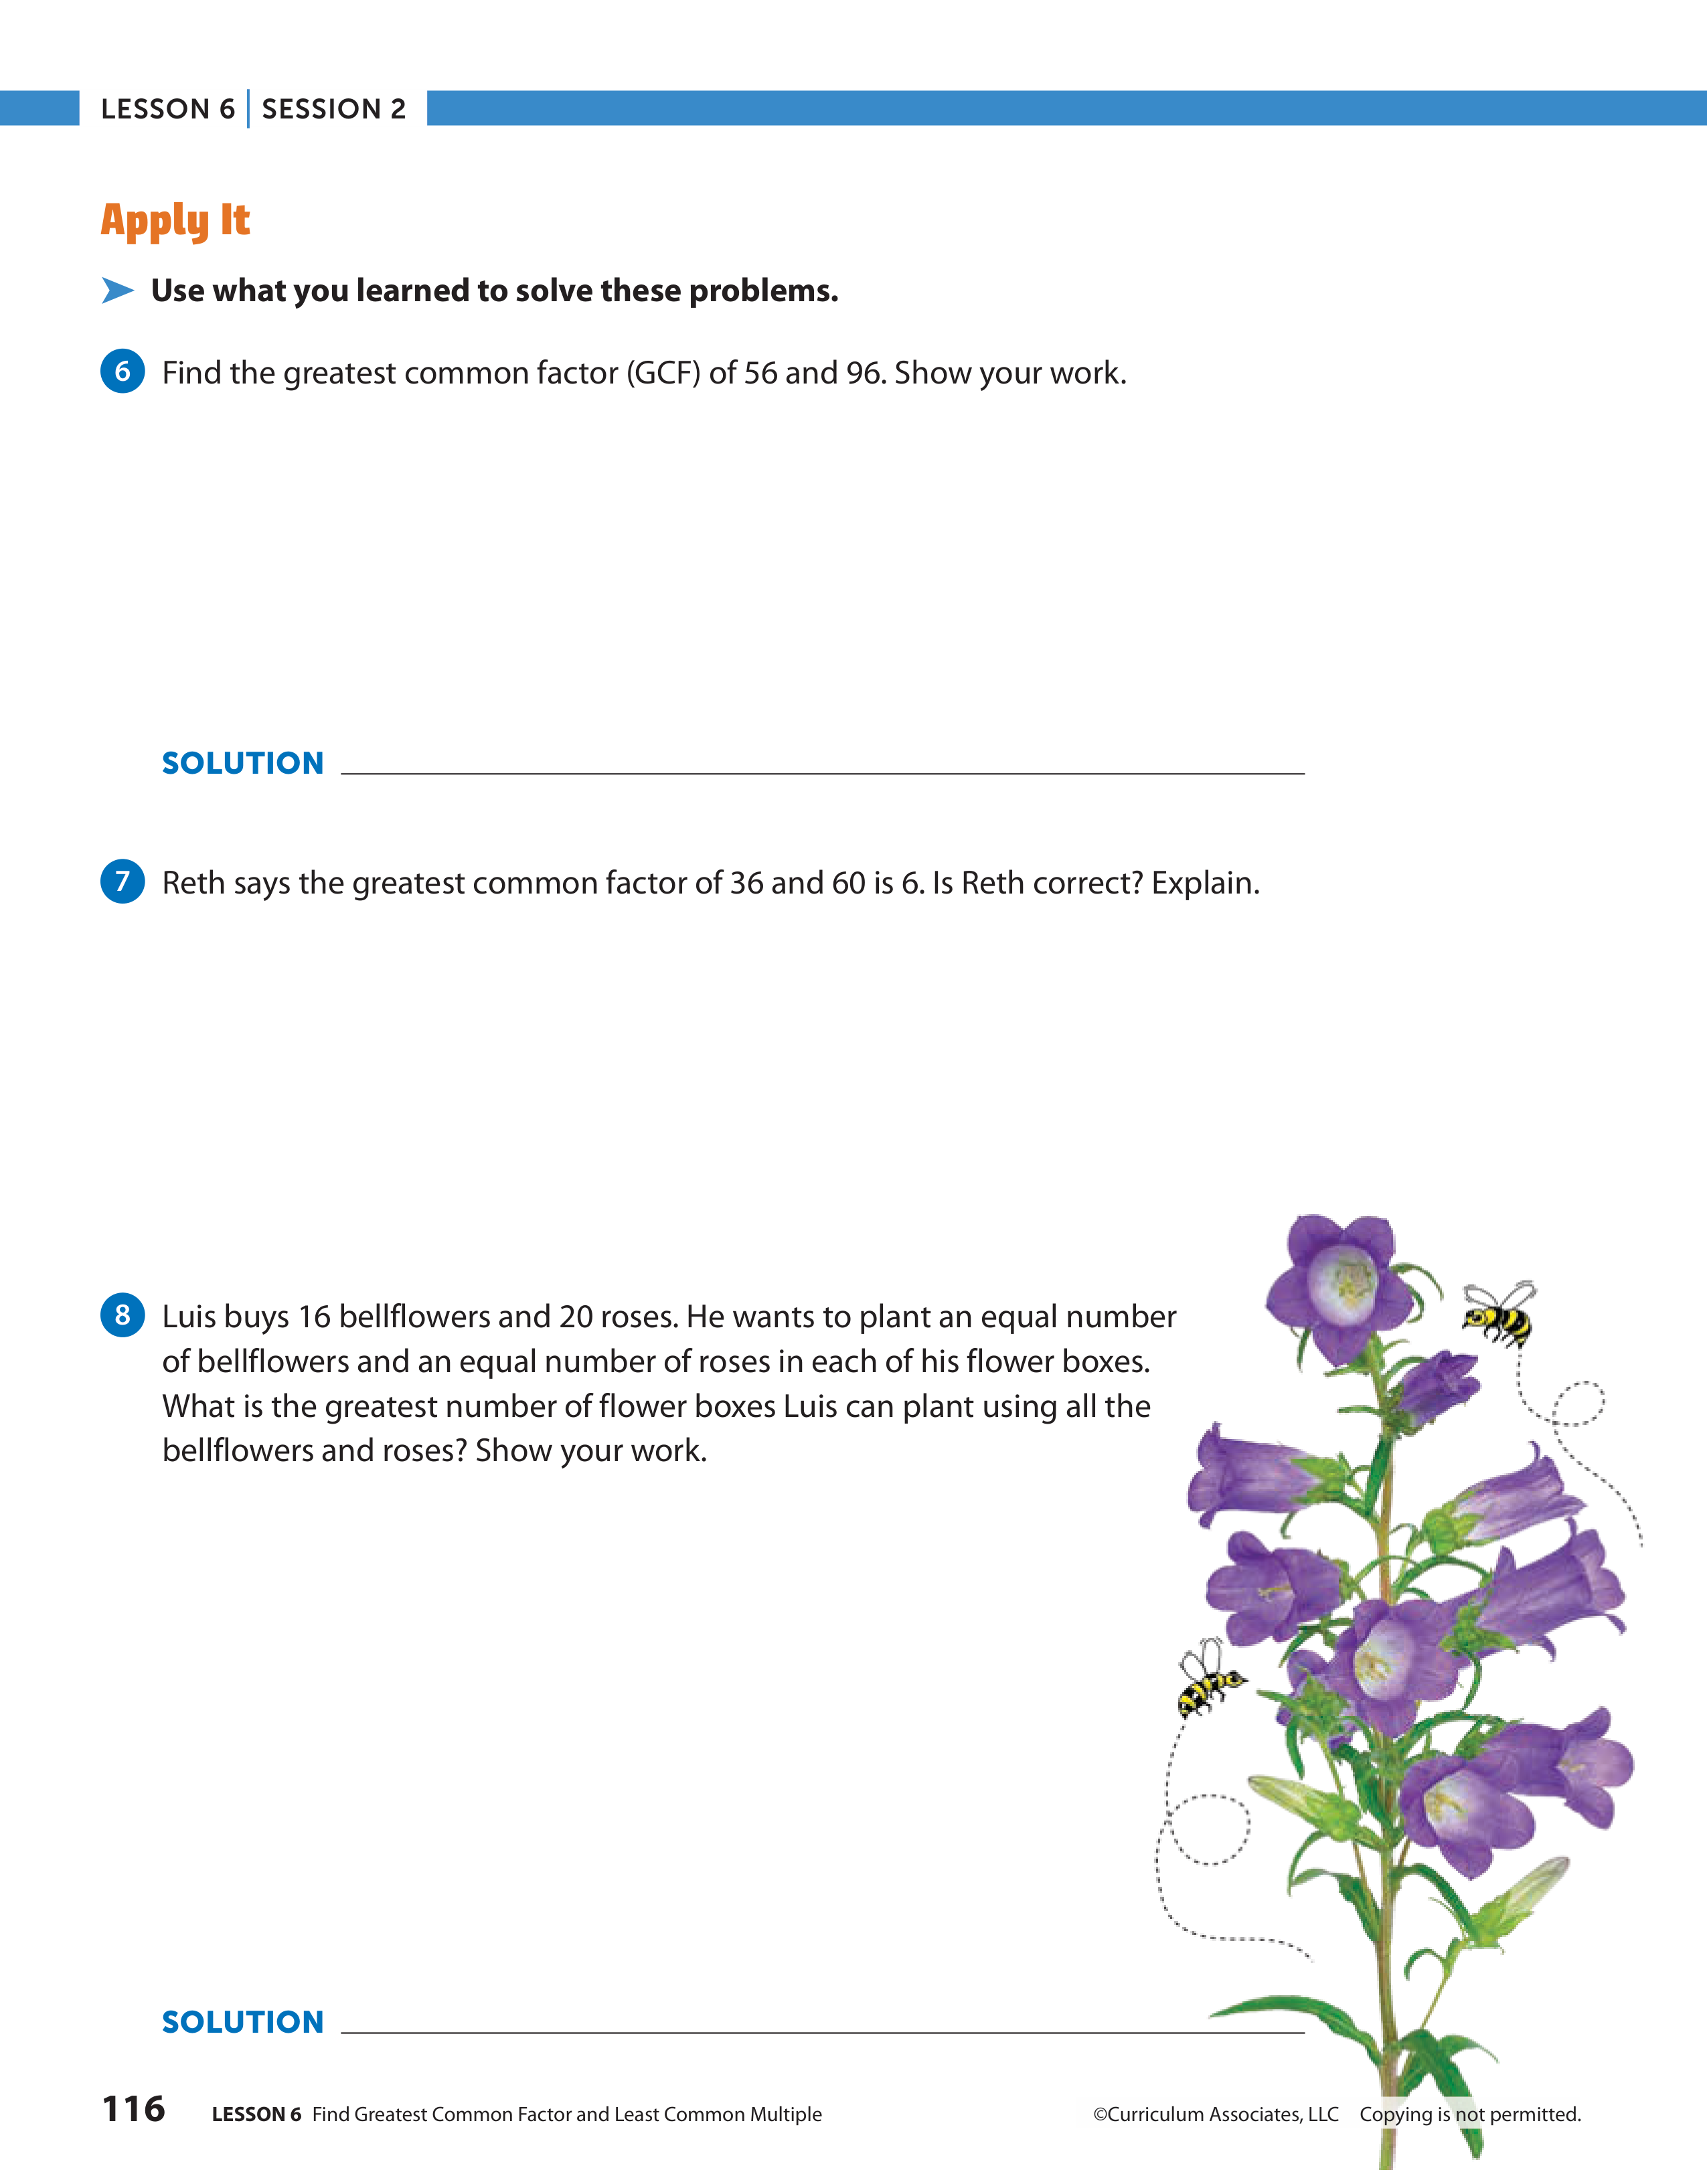 LESSON 6 | SESSION 2
Apply It
Use what you learned to solve these problems.
6 Find the greatest common factor (GCF) of 56 and 96. Show your work.
SOLUTION
7 Reth says the greatest common factor of 36 and 60 is 6. Is Reth correct? Explain.
8 Luis buys 16 bellflowers and 20 roses. He wants to plant an equal number
of bellflowers and an equal number of roses in each of his flower boxes.
What is the greatest number of flower boxes Luis can plant using all the
bellflowers and roses? Show your work.
SOLUTION
116 LESSON 6 Find Greatest Common Factor and Least Common Multiple ©Curriculum Associates, LLC Copying is not permitted.